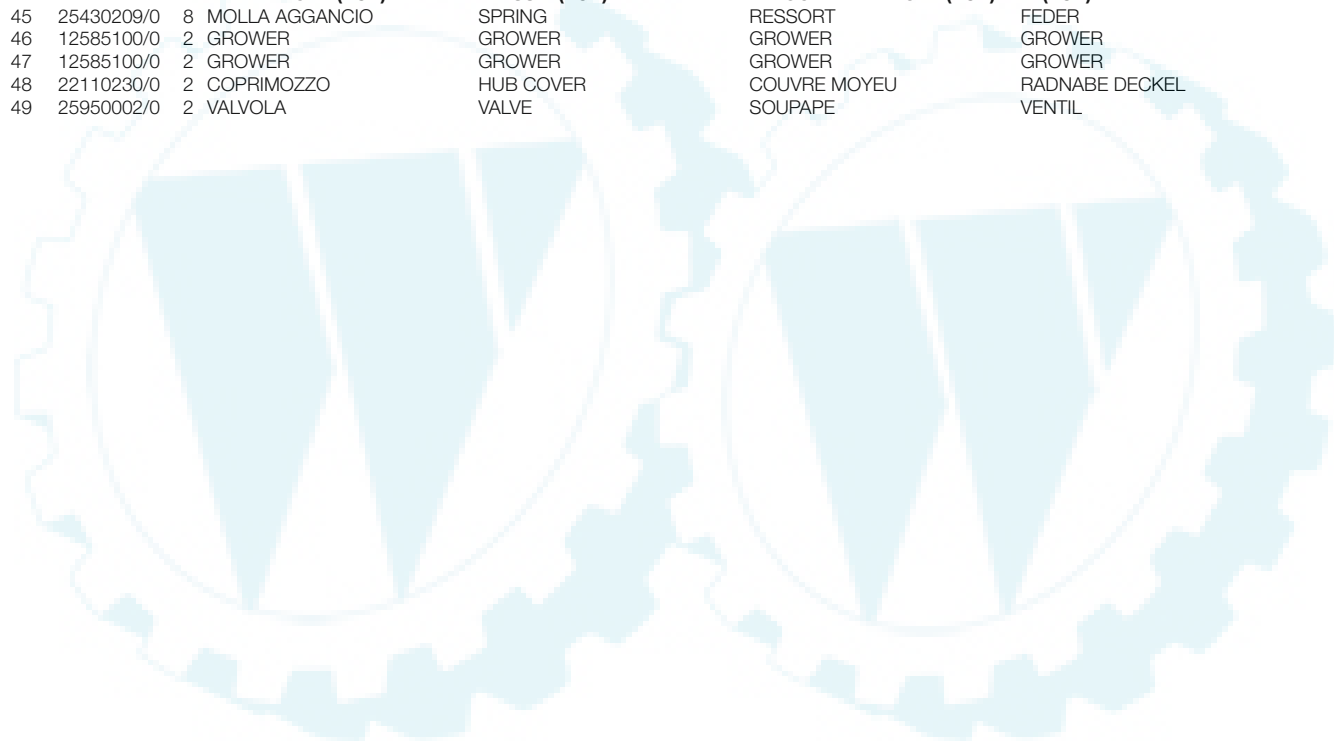 45 25430209/0 8 MOLLA AGGANCIO SPRING RESSORT FEDER
46 12585100/0 2 GROWER GROWER GROWER GROWER
47 12585100/0 2 GROWER GROWER GROWER GROWER
48 22110230/0 2 COPRIMOZZO HUB COVER COUVRE MOYEU RADNABE DECKEL
49 25950002/0 2 VALVOLA VALVE SOUPAPE VENTIL